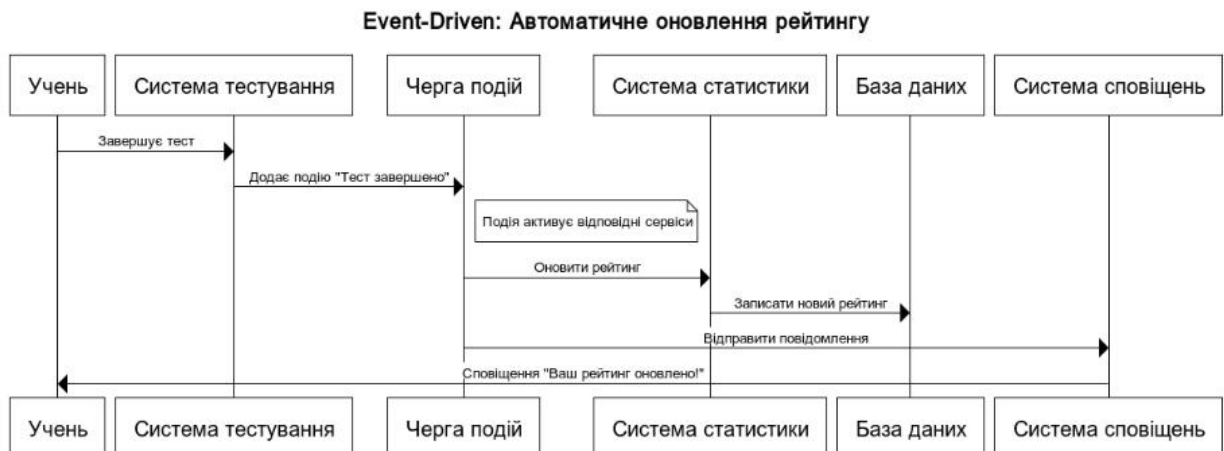 Event-Driven: Автоматичне оновлення рейтингу
Учень Система тестування Черга подій Система статистики База даних Система сповіщень
Завершує тест
Додає подію "Тест завершено"
Подія активує відповідні сервіси
Оновити рейтинг
Записати новий рейтинг
Відправити повідомлення
Сповіщення "Ваш рейтинг оновлено!"
Учень Система тестування Черга подій Система статистики База даних Система сповіщень